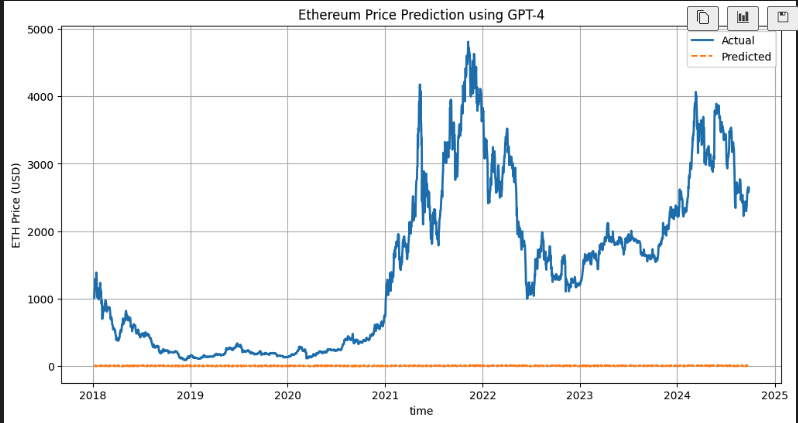 Ethereum Price Prediction using GPT-4
Actual
Predicted
ETH Price (USD)
5000
4000
3000
2000
1000
0
2018 2019 2020 2021 2022 2023 2024 2025
time